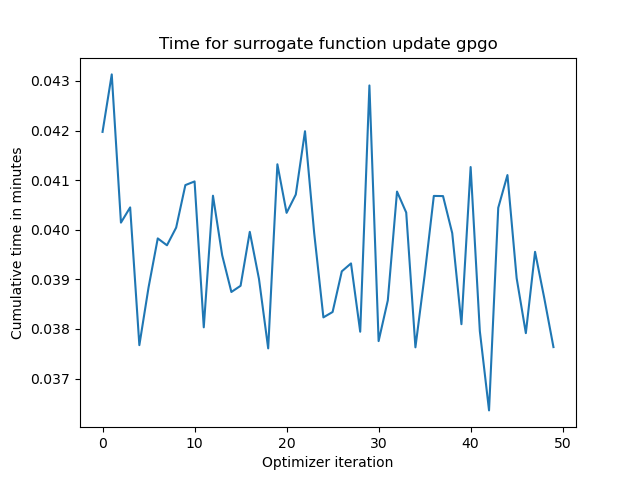 Time for surrogate function update gpgo
Cumulative time in minutes
0.043
0.042
0.041
0.040
0.039
0.038
0.037
0 10 20 30 40 50
Optimizer iteration